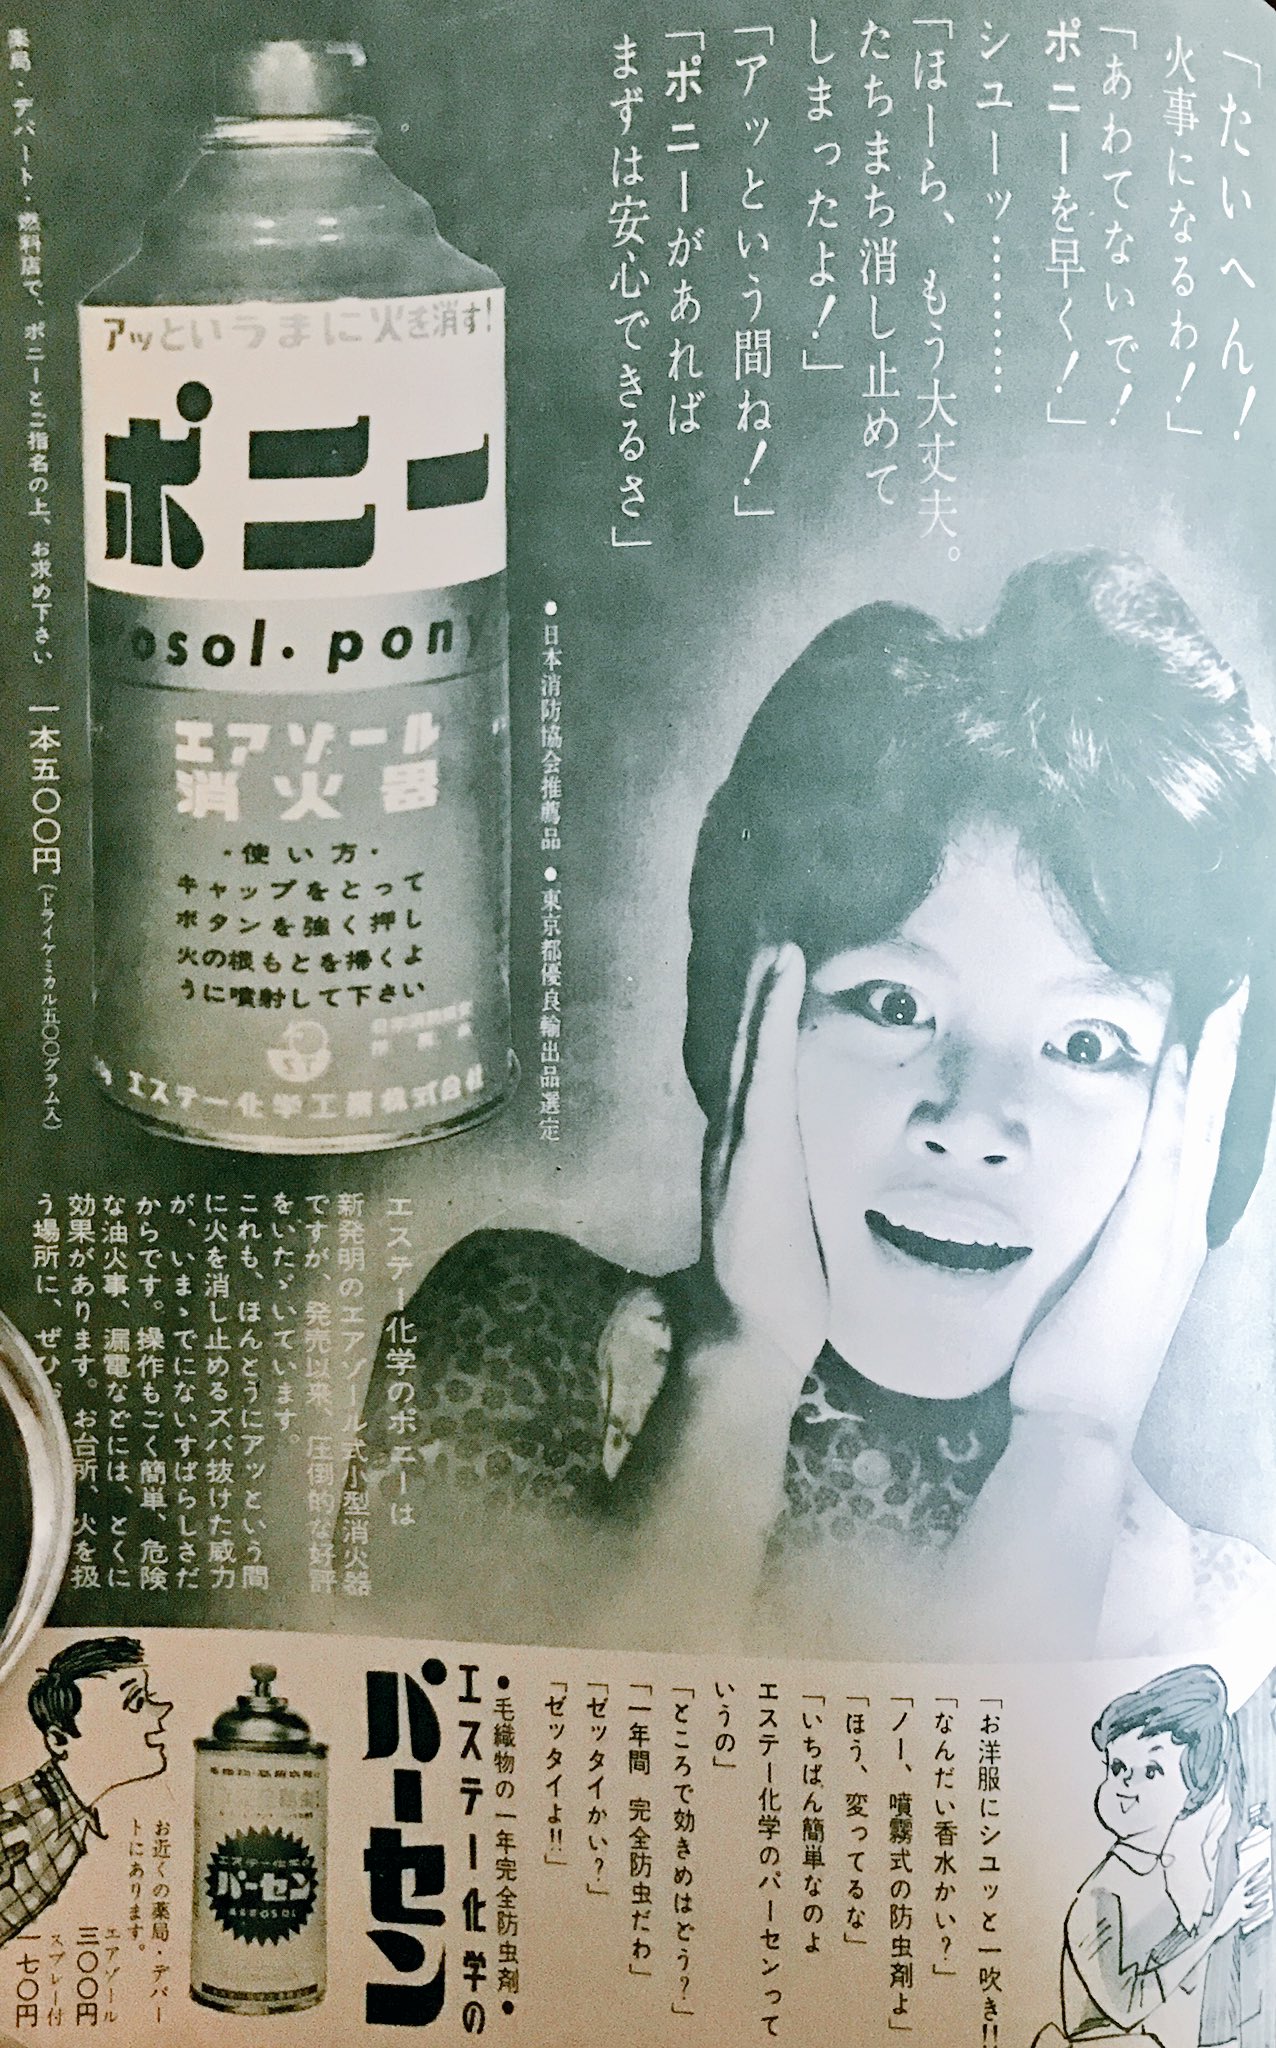 「たいへん!
火事になるわ!」
「あわてないで!
ポニーを早く!」
シユーッ…………
「ほーら、もう大丈夫。
たちまち消し止めて
しまったよ!」
「アッという間ね!」
「ポニーがあれば
まずは安心できるさ」
アッというまに火を消す!
ポニー
osol・pony
エアゾール
消火器
・使い方・
キャップをとって
ボタンを強く押し
火の根もとを掃くよ
うに噴射して下さい
エステー化学工業株式会社
●日本消防協会推薦品 ●東京都優良輸出品選定
薬局・デパート・燃料店で、ポニーとご指名の上、お求め下さい 一本五〇〇円(ドライケミカル五〇〇グラム入)
エステー化学のポニーは
新発明のエアゾール式小型消火器
ですが、発売以来、圧倒的な好評
をいたゞいています。
これも、ほんとうにアッという間
に火を消し止めるズバ抜けた威力
が、いまゝでにないすばらしさだ
からです。操作もごく簡単、危険
な油火事、漏電などには、とくに
効果があります。お台所、火を扱
う場所に、ぜひ
「お洋服にシユッと一吹き!!
「なんだい香水かい?」
「ノー、噴霧式の防虫剤よ」
「ほう、変ってるな」
「いちばん簡単なのよ
エステー化学のパーセンって
いうの」
「ところで効きめはどう?」
「一年間 完全防虫だわ」
「ゼッタイかい?」
「ゼッタイよ!!」
●毛織物の一年完全防虫剤●
エステー化学の
パーセン
エステー化学の
パーセン
お近くの薬局・デパー
トにあります。
エアゾール
三〇〇円
スプレー付
一七〇円